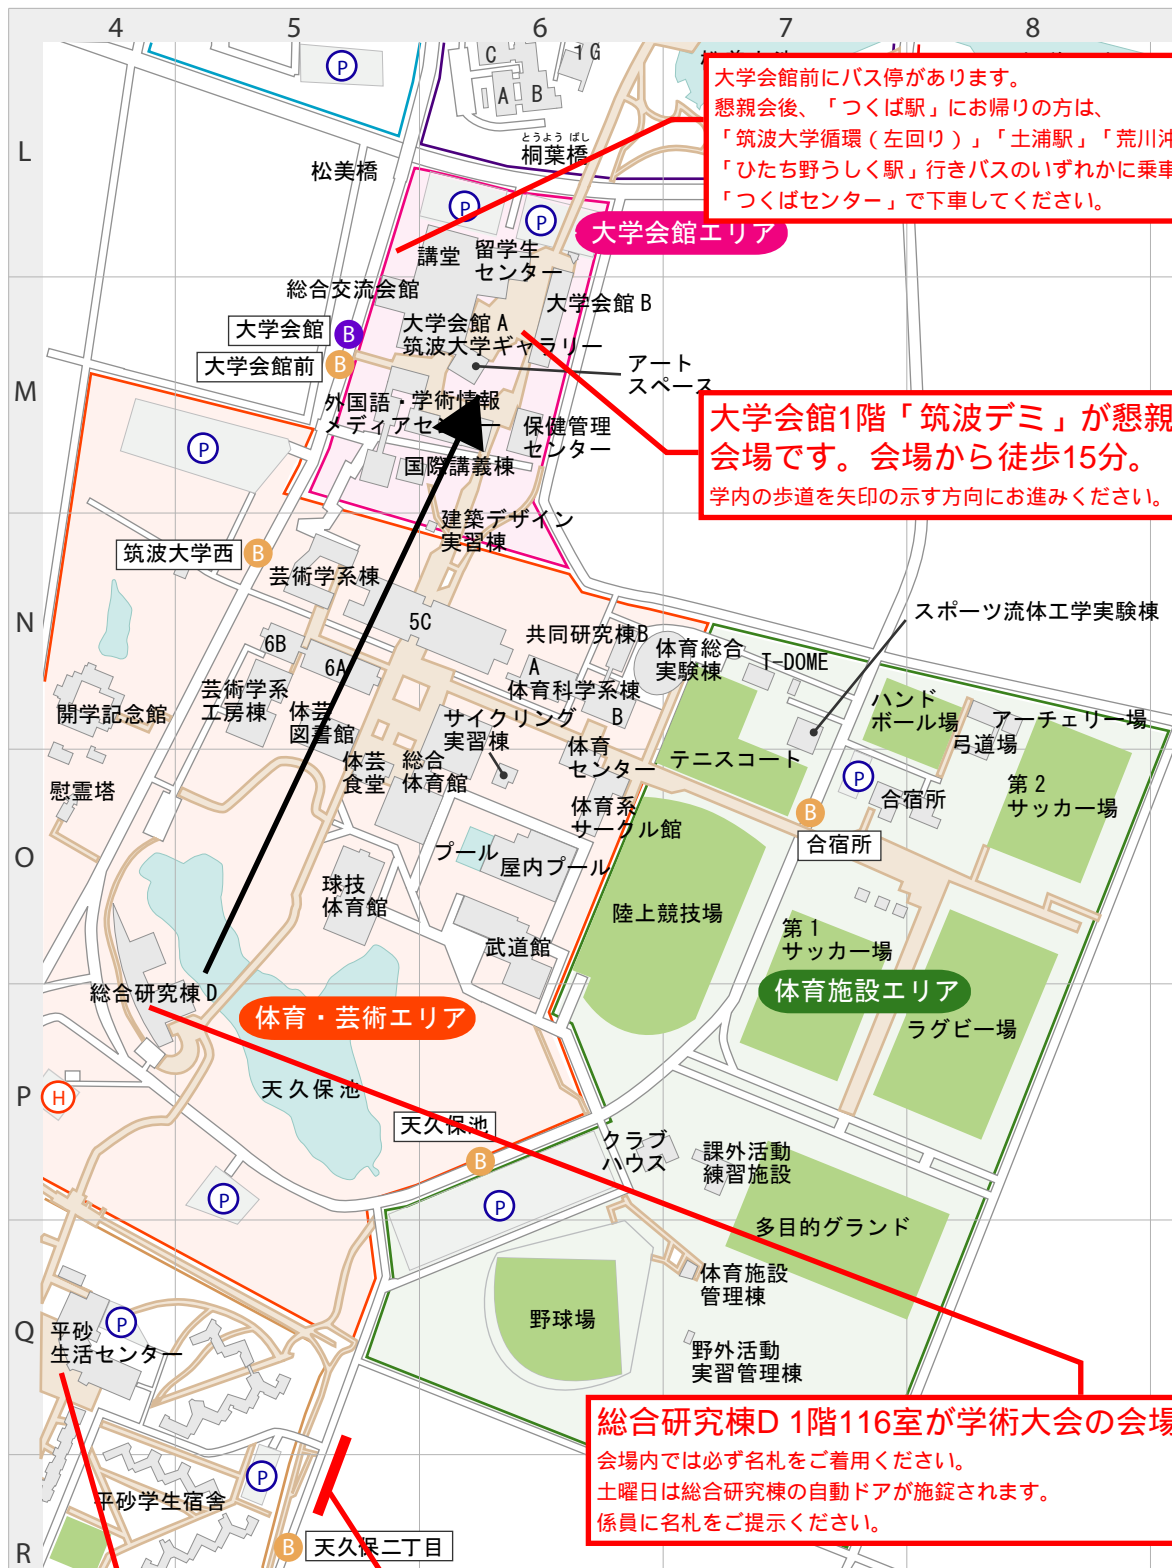 4
5
6
7
8
L
M
N
O
P
Q
R
P
C
A
B
1G
とうよう ばし
桐葉橋
松美橋
大学会館前にバス停があります。
懇親会後、「つくば駅」にお帰りの方は、
「筑波大学循環（左回り）」「土浦駅」「荒川沖
「ひたち野うしく駅」行きバスのいずれかに乗車
「つくばセンター」で下車してください。
P
P
大学会館エリア
講堂
留学生
センター
総合交流会館
大学会館 B
大学会館
B
大学会館 A
筑波大学ギャラリー
大学会館前
B
アート
スペース
外国語・学術情報
メディアセンター
保健管理
センター
国際講義棟
P
大学会館1階「筑波デミ」が懇親
会場です。会場から徒歩15分。
学内の歩道を矢印の示す方向にお進みください。
建築デザイン
実習棟
筑波大学西
B
芸術学系棟
5C
共同研究棟B
スポーツ流体工学実験棟
6B
6A
A
体育総合
実験棟
T-DOME
芸術学系
工房棟
体育科学系棟
B
ハンド
ボール場
開学記念館
体芸
図書館
サイクリング
実習棟
アーチェリー場
弓道場
体芸
食堂
総合
体育館
体育
センター
テニスコート
P
慰霊塔
合宿所
第2
サッカー場
体育系
サークル館
B
合宿所
プール
屋内プール
球技
体育館
陸上競技場
第1
サッカー場
武道館
総合研究棟 D
体育・芸術エリア
体育施設エリア
ラグビー場
H
天久保池
天久保池
B
クラブ
ハウス
課外活動
練習施設
P
P
多目的グランド
体育施設
管理棟
野球場
P
平砂
生活センター
野外活動
実習管理棟
総合研究棟D 1階116室が学術大会の会場
会場内では必ず名札をご着用ください。
土曜日は総合研究棟の自動ドアが施錠されます。
係員に名札をご提示ください。
P
平砂学生宿舎
B
天久保二丁目